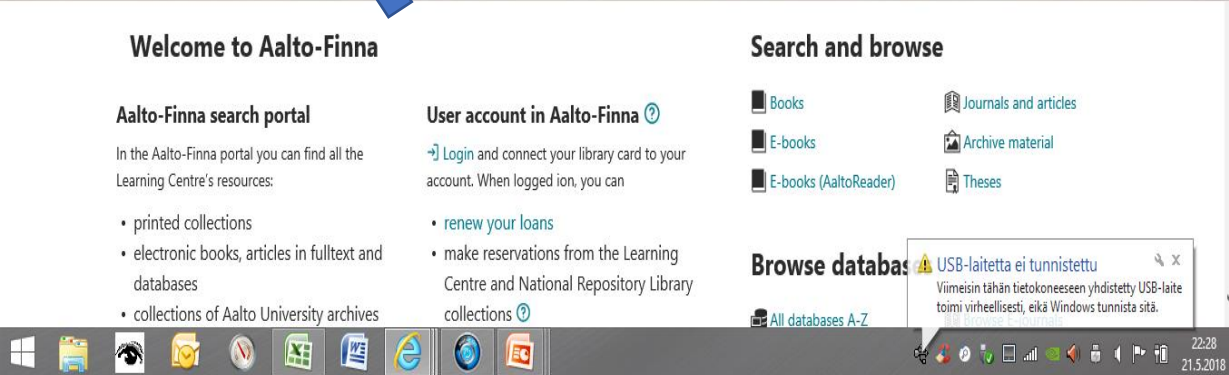 Welcome to Aalto-Finna
Aalto-Finna search portal
In the Aalto-Finna portal you can find all the
Learning Centre's resources:
• printed collections
• electronic books, articles in fulltext and
databases
• collections of Aalto University archives
User account in Aalto-Finna ?
Login and connect your library card to your
account. When logged ion, you can
• renew your loans
• make reservations from the Learning
Centre and National Repository Library
collections ?
Search and browse
Books
E-books
E-books (AaltoReader)
Journals and articles
Archive material
Theses
Browse databas
All databases A-Z
Browse E-journals
USB-laitetta ei tunnistettu
Viimeisin tähän tietokoneeseen yhdistetty USB-laite
toimi virheellisesti, eikä Windows tunnista sitä.
22:28
21.5.2018